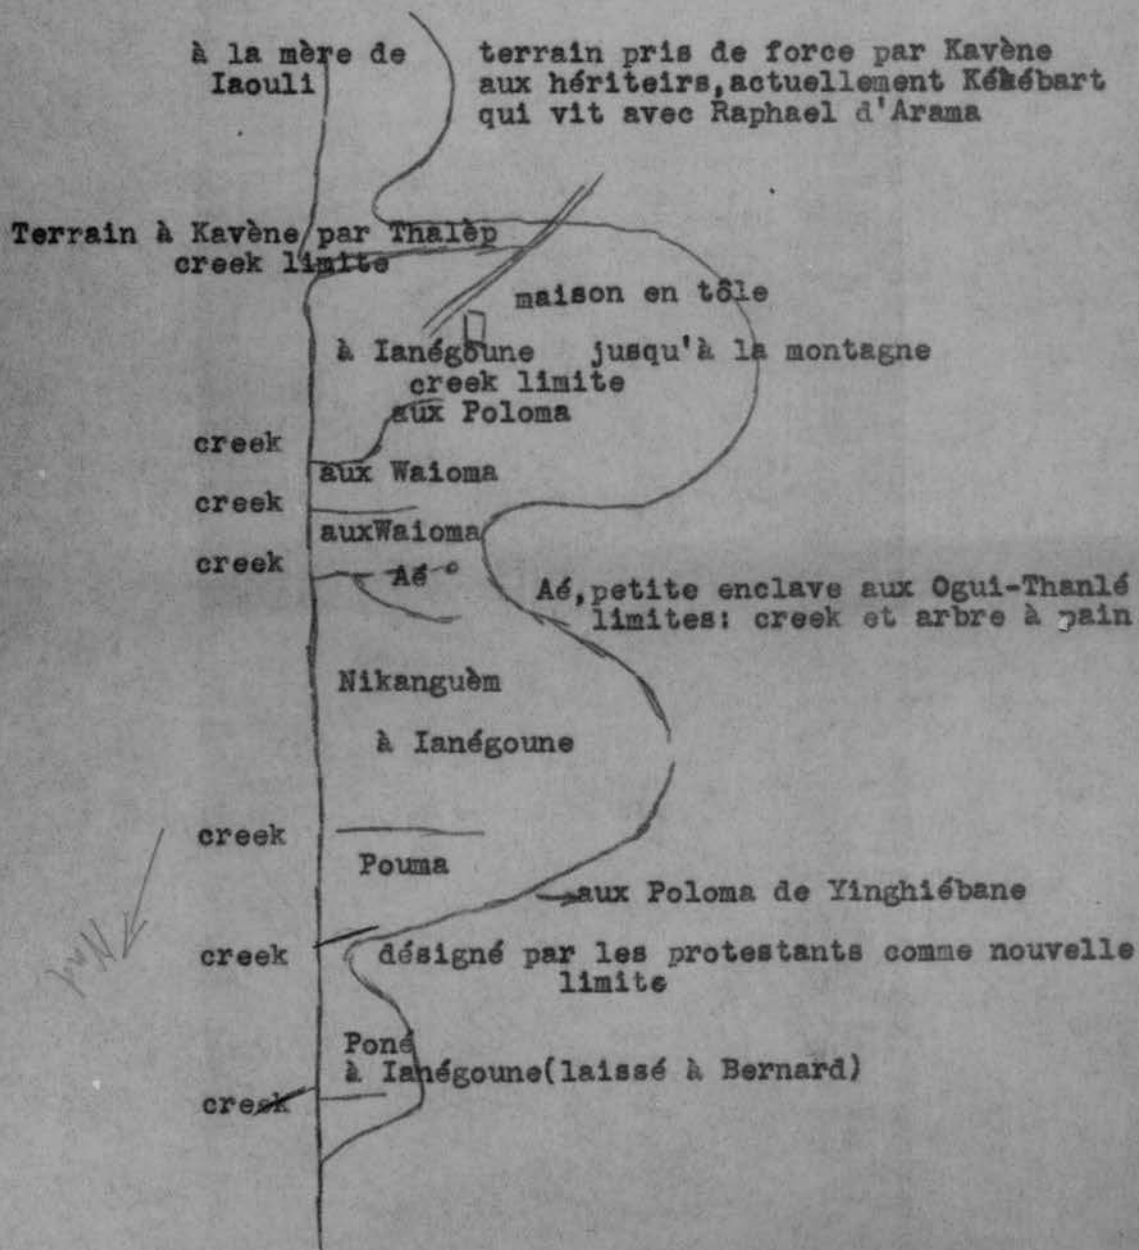 à la mère de
Iaouli
terrain pris de force par Kavène
aux hériteirs,actuellement Kékébart
qui vit avec Raphael d'Arama
Terrain à Kavène par Thalèp
creek limite
maison en tôle
à Ianégoune jusqu'à la montagne
creek limite
aux Poloma
creek
aux Waioma
creek
auxWaioma
creek
Aé
Aé,petite enclave aux Ogui-Thanlé
limites: creek et arbre à pain
Nikanguèm
à Ianégoune
creek
Pouma
aux Poloma de Yinghiébane
creek
désigné par les protestants comme nouvelle
limite
Poné
à Ianégoune(laissé à Bernard)
creek